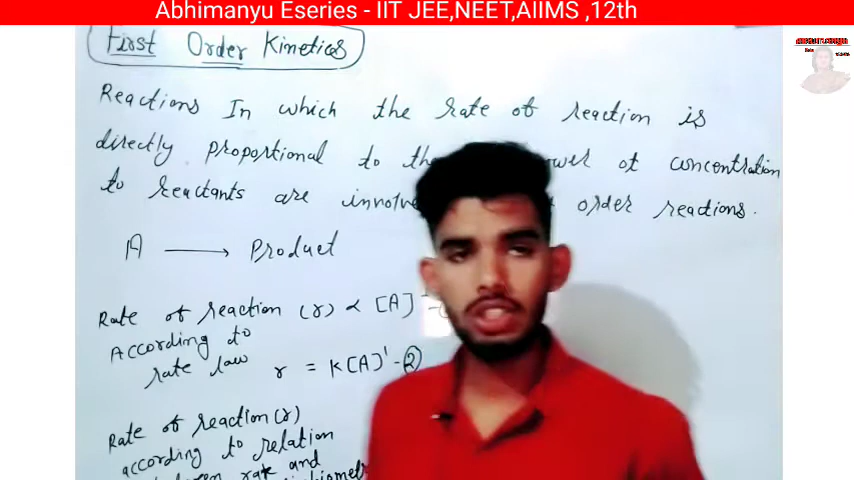 Abhimanyu Eseries - IIT JEE,NEET,AIIMS ,12th
First Order Kinetics
Reactions In which the rate of reaction is
directly proportional to the power of concentration
to reactants are order reactions.
A → Product
Rate of reaction (r) ∝ [A]
According to
rate law r = K[A]¹ -②
Rate of reaction (r)
according to relation
rate and